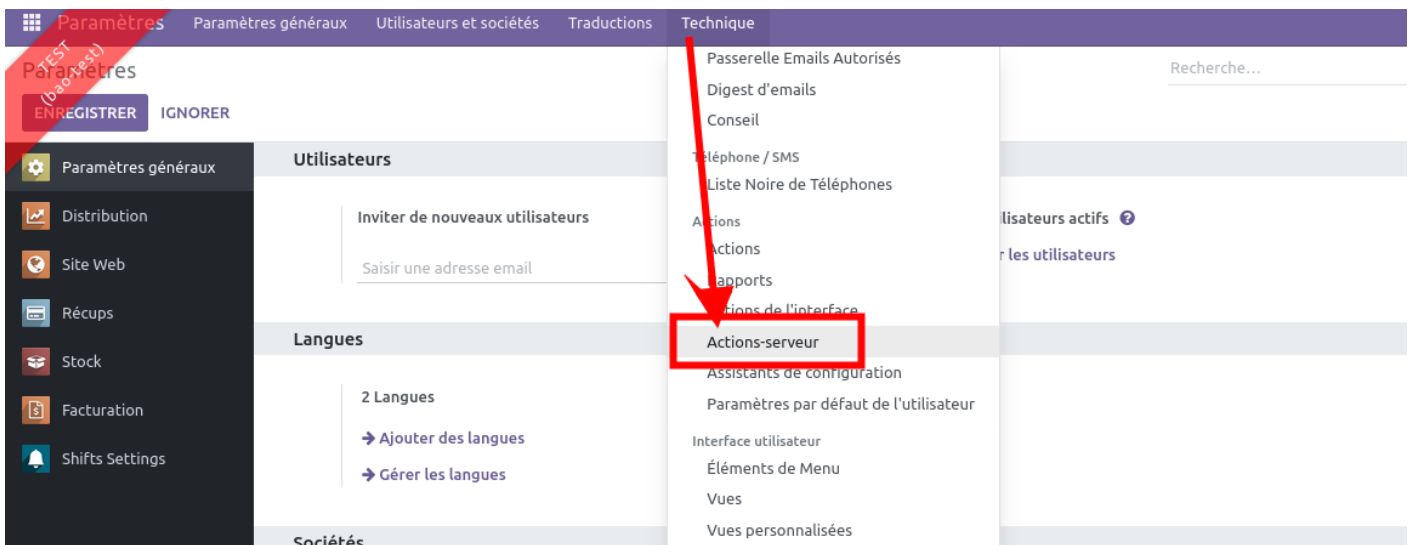 Paramètres Paramètres généraux Utilisateurs et sociétés Traductions Technique
TEST
(bao-test)
Paramètres
Recherche...
ENREGISTRER IGNORER
Paramètres généraux
Distribution
Site Web
Récups
Stock
Facturation
Shifts Settings
Utilisateurs
Inviter de nouveaux utilisateurs
Saisir une adresse email
lisateurs actifs
r les utilisateurs
Langues
2 Langues
Ajouter des langues
Gérer les langues
Sociétés
Passerelle Emails Autorisés
Digest d'emails
Conseil
Téléphone / SMS
Liste Noire de Téléphones
Actions
Actions
Rapports
Actions de l'interface
Actions-serveur
Assistants de configuration
Paramètres par défaut de l'utilisateur
Interface utilisateur
Éléments de Menu
Vues
Vues personnalisées